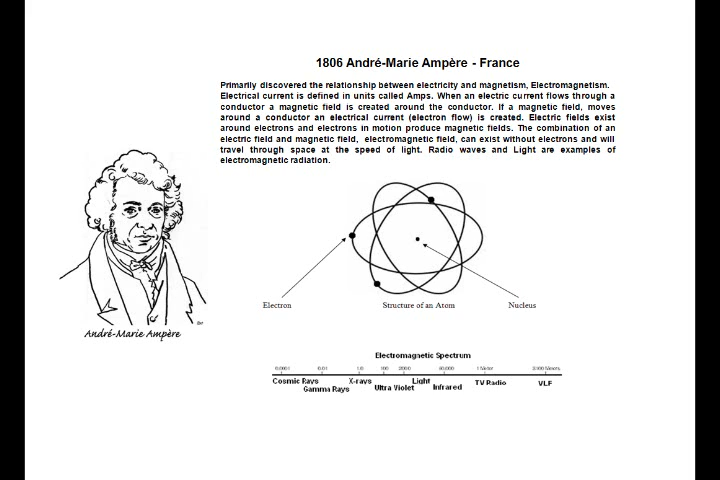 1806 André-Marie Ampère - France
Primarily discovered the relationship between electricity and magnetism, Electromagnetism.
Electrical current is defined in units called Amps. When an electric current flows through a
conductor a magnetic field is created around the conductor. If a magnetic field, moves
around a conductor an electrical current (electron flow) is created. Electric fields exist
around electrons and electrons in motion produce magnetic fields. The combination of an
electric field and magnetic field, electromagnetic field, can exist without electrons and will
travel through space at the speed of light. Radio waves and Light are examples of
electromagnetic radiation.
André-Marie Ampère
Electron
Structure of an Atom
Nucleus
Electromagnetic Spectrum
0.01 1.0 100
Cosmic Rays Gamma Rays X-rays Ultra Violet Light Infrared TV Radio VLF